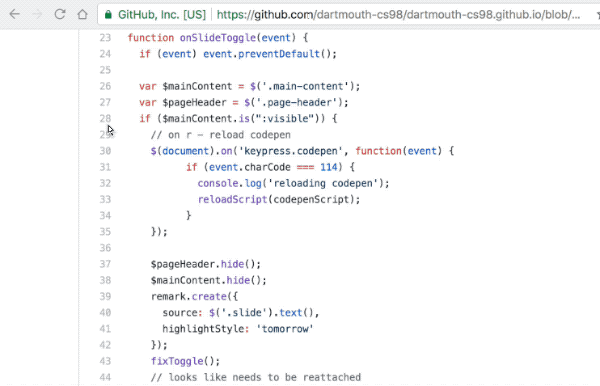 GitHub, Inc. [US] https://github.com/dartmouth-cs98/dartmouth-cs98.github.io/blob/...
23 function onSlideToggle(event) {
24 if (event) event.preventDefault();
25
26 var $mainContent = $('.main-content');
27 var $pageHeader = $('.page-header');
28 if ($mainContent.is(":visible")) {
29 // on r – reload codepen
30 $(document).on('keypress.codepen', function(event) {
31 if (event.charCode === 114) {
32 console.log('reloading codepen');
33 reloadScript(codepenScript);
34 }
35 });
36
37 $pageHeader.hide();
38 $mainContent.hide();
39 remark.create({
40 source: $('.slide').text(),
41 highlightStyle: 'tomorrow'
42 });
43 fixToggle();
44 // looks like needs to be reattached